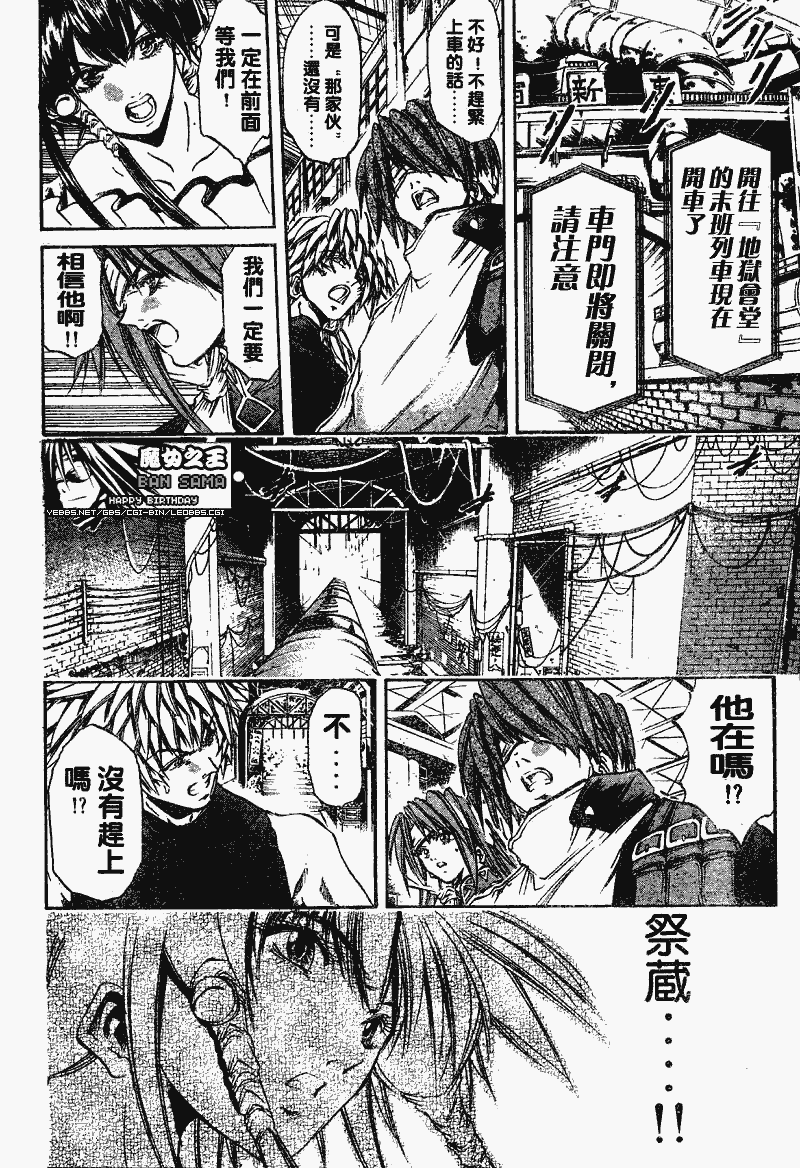 新
開往『地獄會堂』
的末班列車現在
開車了
車門即將關閉，
請注意
不好！不趕緊
上車的話……
可是〝那家伙〞
……還沒有……
一定在前面
等我們！
我們一定要
相信他啊!!
魔女之王
BAN SAMA
HAPPY BIRTHDAY
YEBBS.NET/GBS/CGI-BIN/LEOBBS.CGI
他在嗎!?
不‥‥
沒有趕上
嗎!?
祭蔵‥‥!!